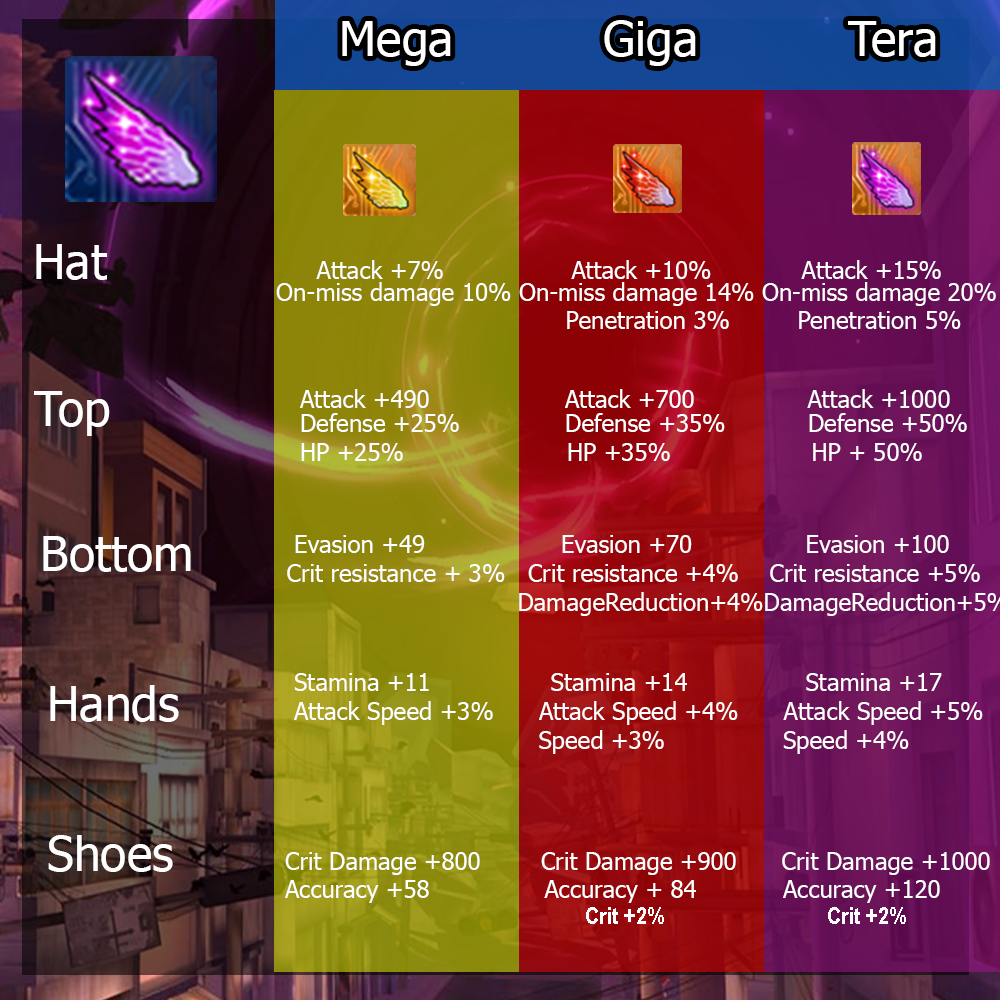 Mega
Giga
Tera
Hat
Attack +7%
On-miss damage 10%
Attack +10%
On-miss damage 14%
Penetration 3%
Attack +15%
On-miss damage 20%
Penetration 5%
Top
Attack +490
Defense +25%
HP +25%
Attack +700
Defense +35%
HP +35%
Attack +1000
Defense +50%
HP + 50%
Bottom
Evasion +49
Crit resistance + 3%
Evasion +70
Crit resistance +4%
DamageReduction+4%
Evasion +100
Crit resistance +5%
DamageReduction+5%
Hands
Stamina +11
Attack Speed +3%
Stamina +14
Attack Speed +4%
Speed +3%
Stamina +17
Attack Speed +5%
Speed +4%
Shoes
Crit Damage +800
Accuracy +58
Crit Damage +900
Accuracy + 84
Crit +2%
Crit Damage +1000
Accuracy +120
Crit +2%